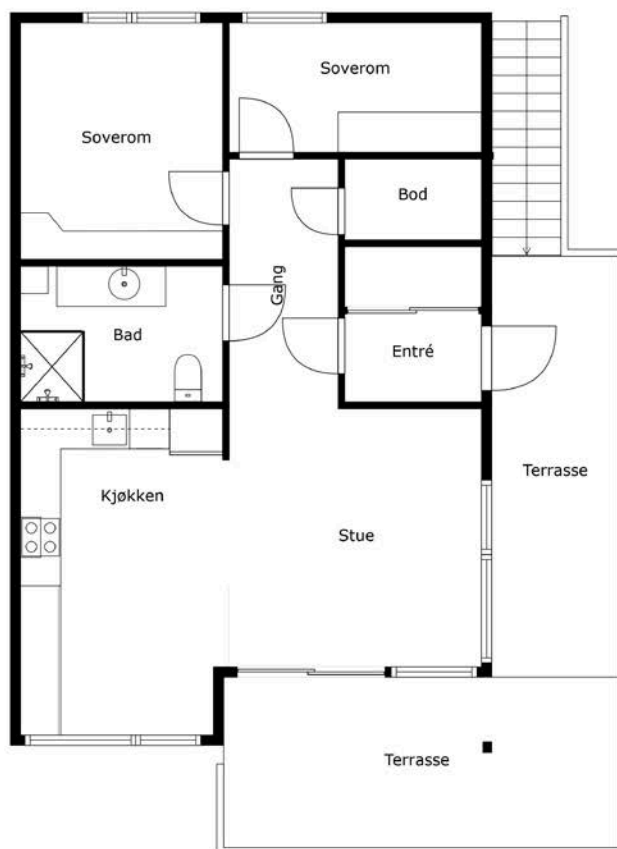 Soverom
Soverom
Bod
Gang
Bad
Entré
Terrasse
Kjøkken
Stue
Terrasse